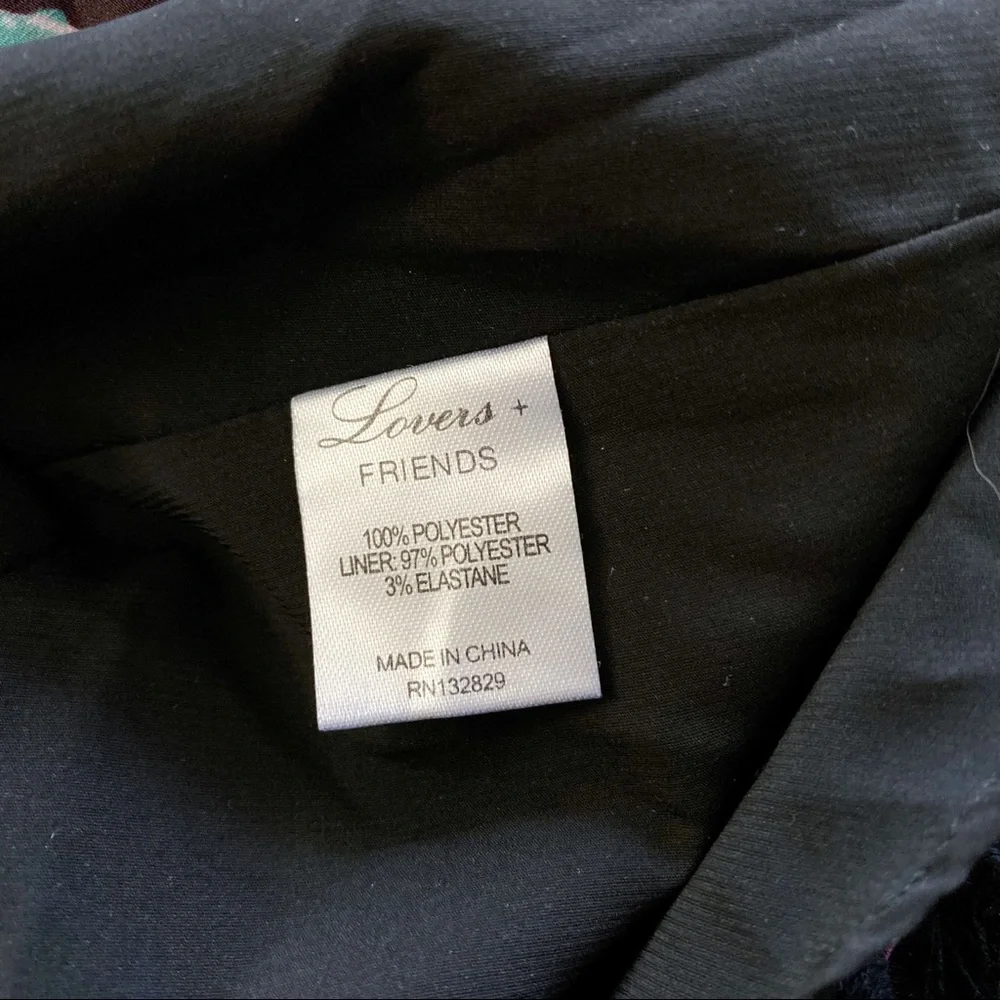 Lovers +
FRIENDS
100% POLYESTER
LINER: 97% POLYESTER
3% ELASTANE
MADE IN CHINA
RN132829